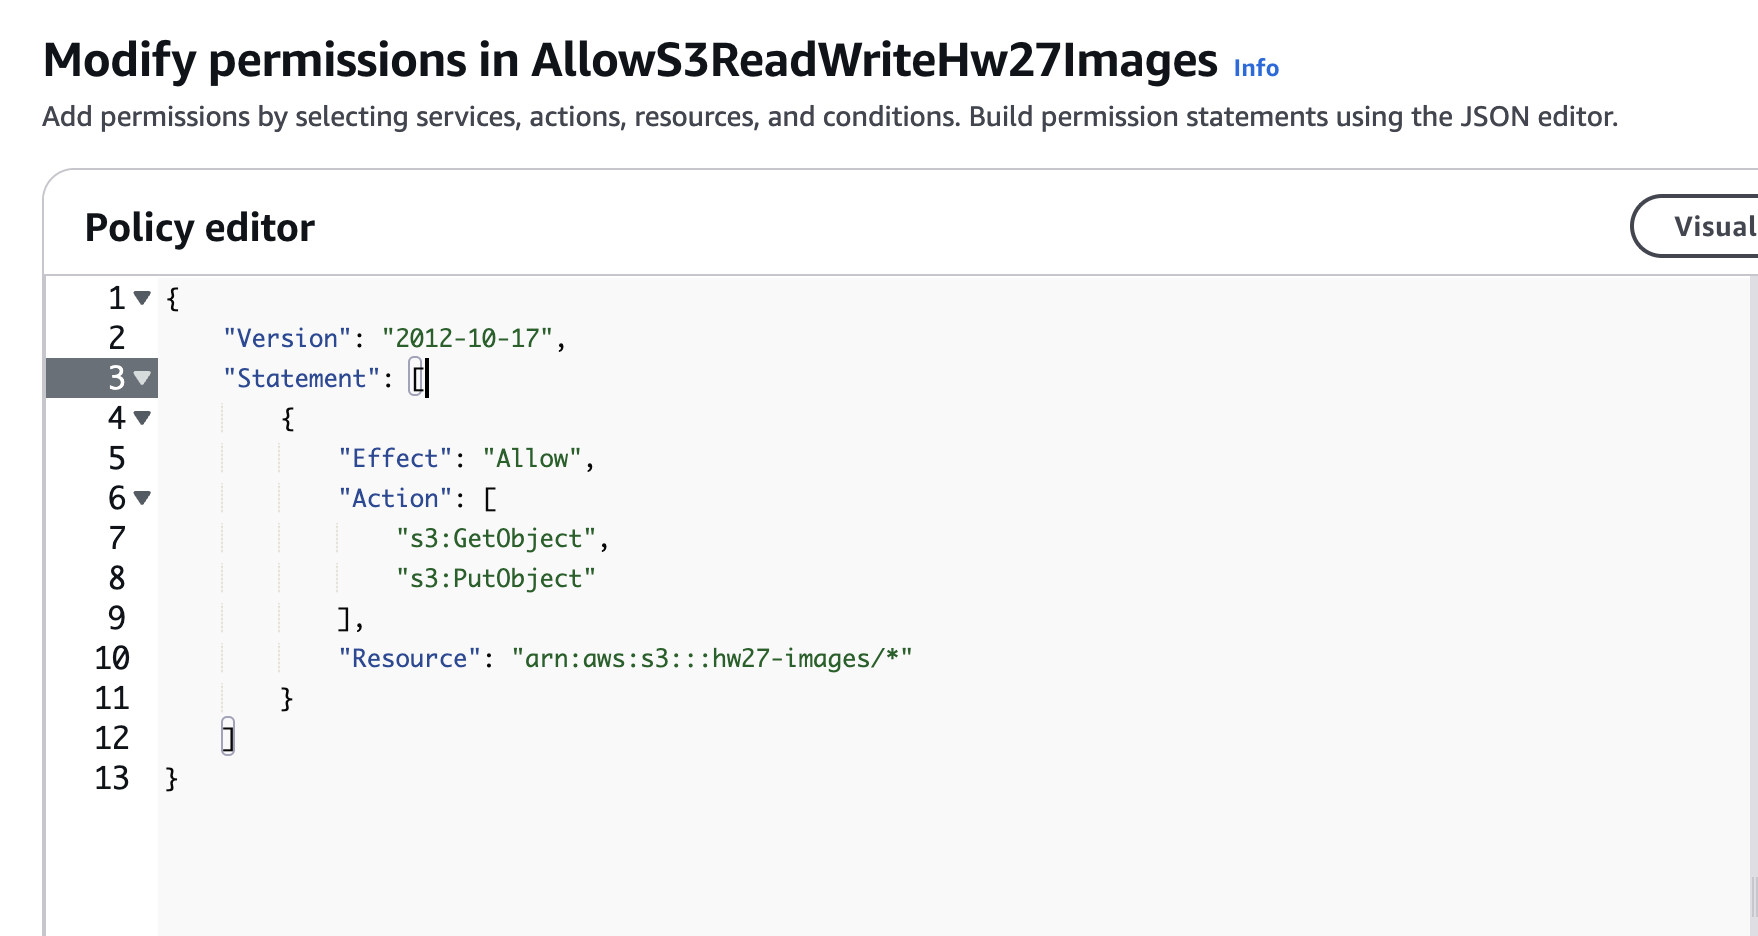 Modify permissions in AllowS3ReadWriteHw27Images Info
Add permissions by selecting services, actions, resources, and conditions. Build permission statements using the JSON editor.
Policy editor
Visual
1 {
2     "Version": "2012-10-17",
3     "Statement": [
4         {
5             "Effect": "Allow",
6             "Action": [
7                 "s3:GetObject",
8                 "s3:PutObject"
9             ],
10             "Resource": "arn:aws:s3:::hw27-images/*"
11         }
12     ]
13 }